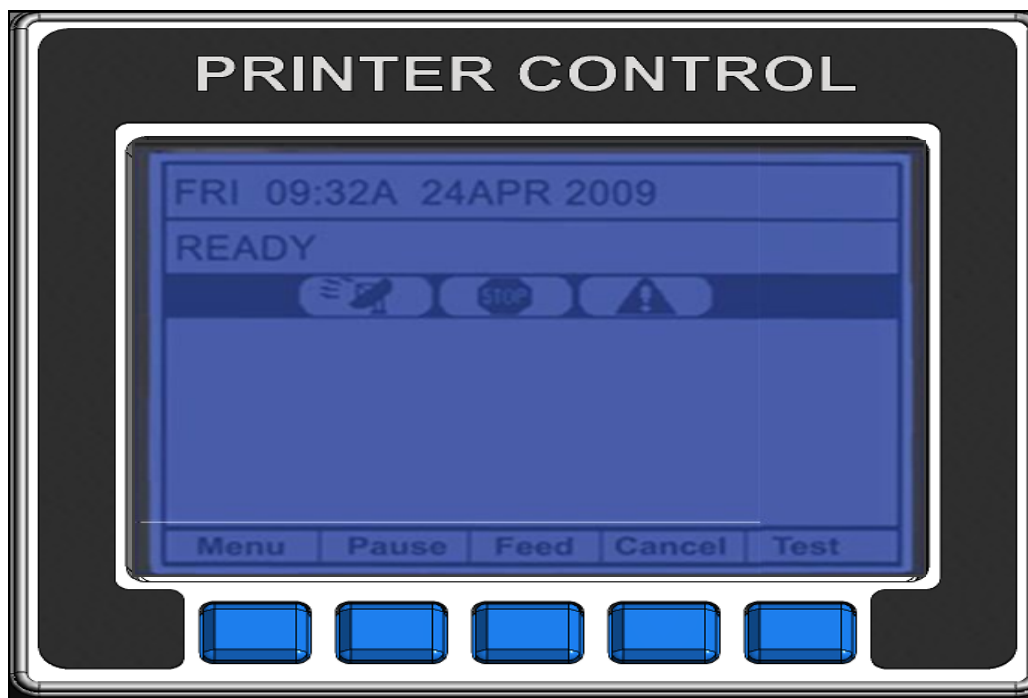 PRINTER CONTROL
FRI 09:32A 24APR 2009
READY
STOP !
Menu Pause Feed Cancel Test